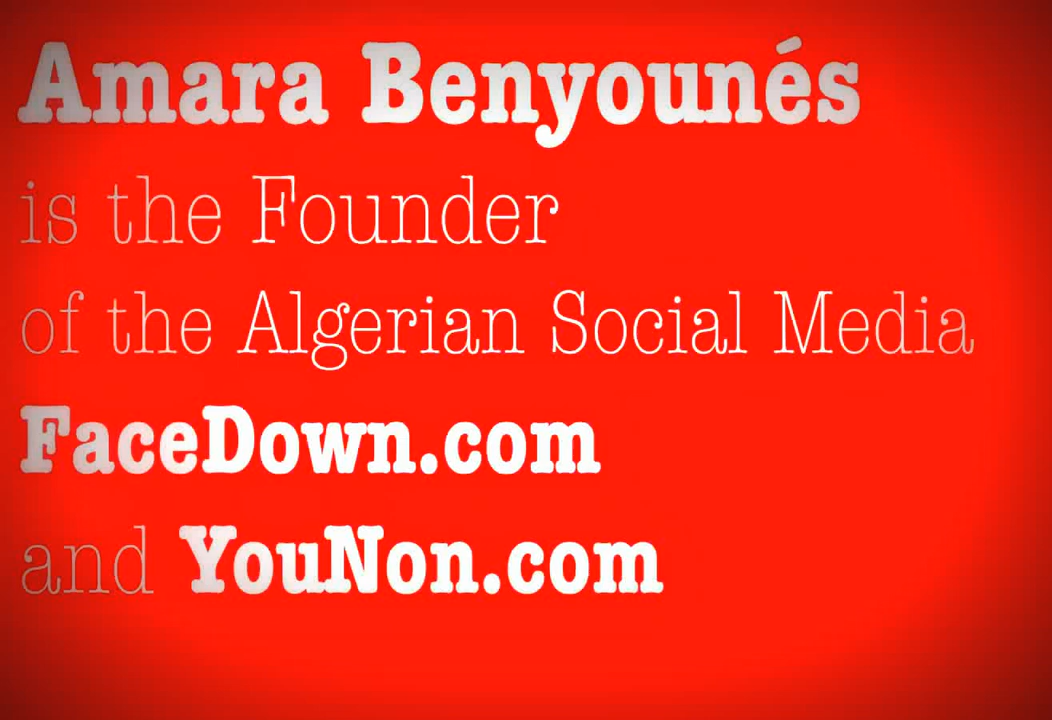 Amara Benyounés
is the Founder
of the Algerian Social Media
FaceDown.com
and YouNon.com